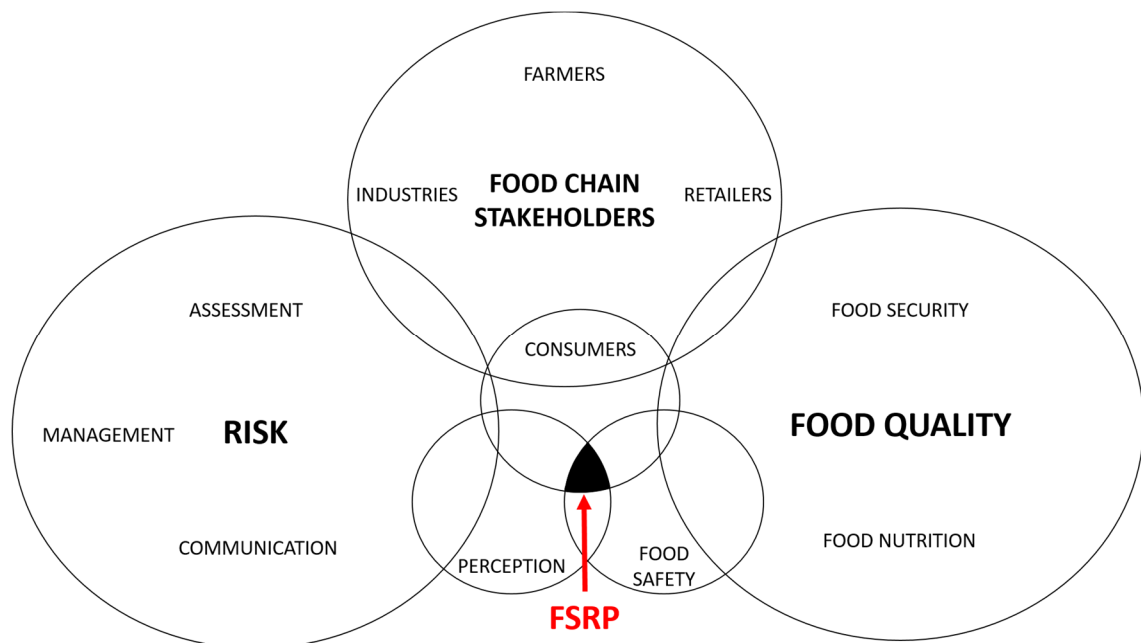 FARMERS
INDUSTRIES
FOOD CHAIN
STAKEHOLDERS
RETAILERS
ASSESSMENT
FOOD SECURITY
CONSUMERS
MANAGEMENT
RISK
FOOD QUALITY
COMMUNICATION
FOOD NUTRITION
PERCEPTION
FOOD
SAFETY
FSRP